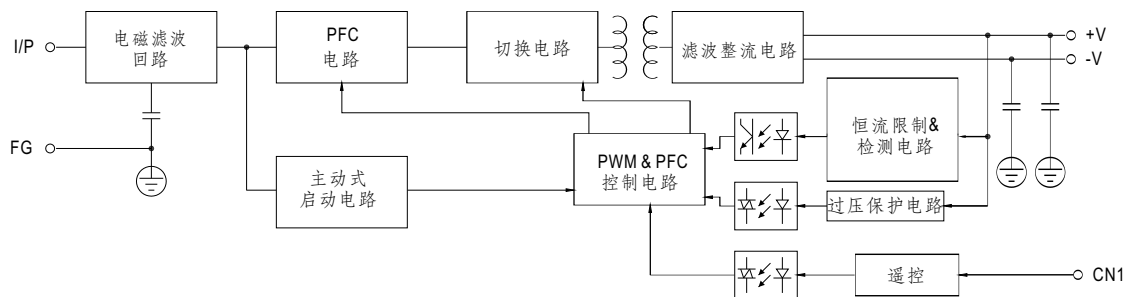 I/P
电磁滤波
回路
PFC
电路
切换电路
滤波整流电路
+V
-V
FG
主动式
启动电路
PWM & PFC
控制电路
恒流限制&
检测电路
过压保护电路
遥控
CN1